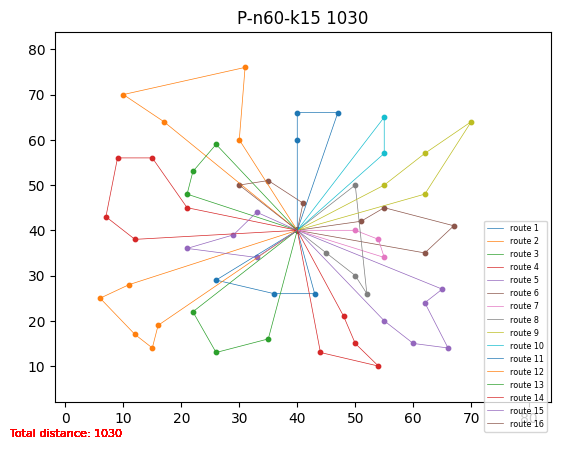 P-n60-k15 1030
80
70
60
50
40
30
20
10
0 10 20 30 40 50 60 70 80
route 1
route 2
route 3
route 4
route 5
route 6
route 7
route 8
route 9
route 10
route 11
route 12
route 13
route 14
route 15
route 16
Total distance: 1030